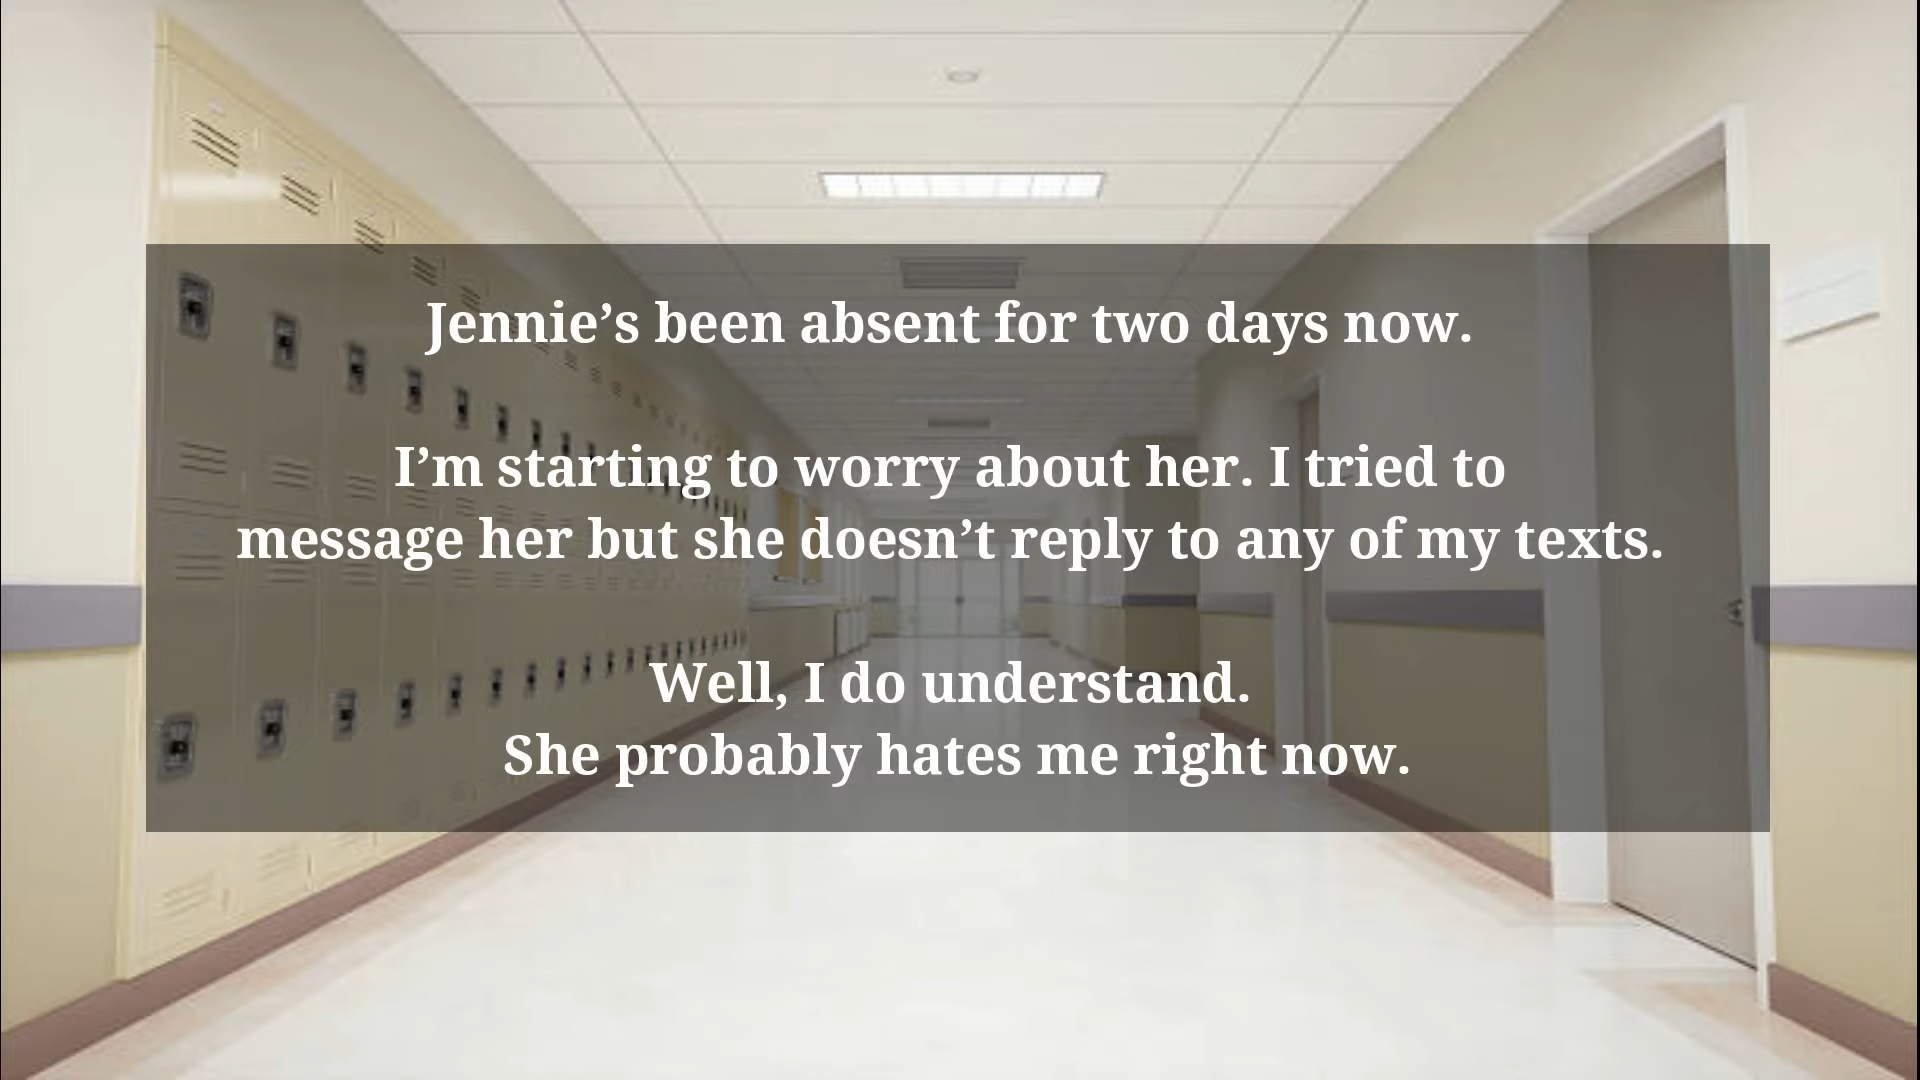 Jennie’s been absent for two days now.
I’m starting to worry about her. I tried to
message her but she doesn’t reply to any of my texts.
Well, I do understand.
She probably hates me right now.